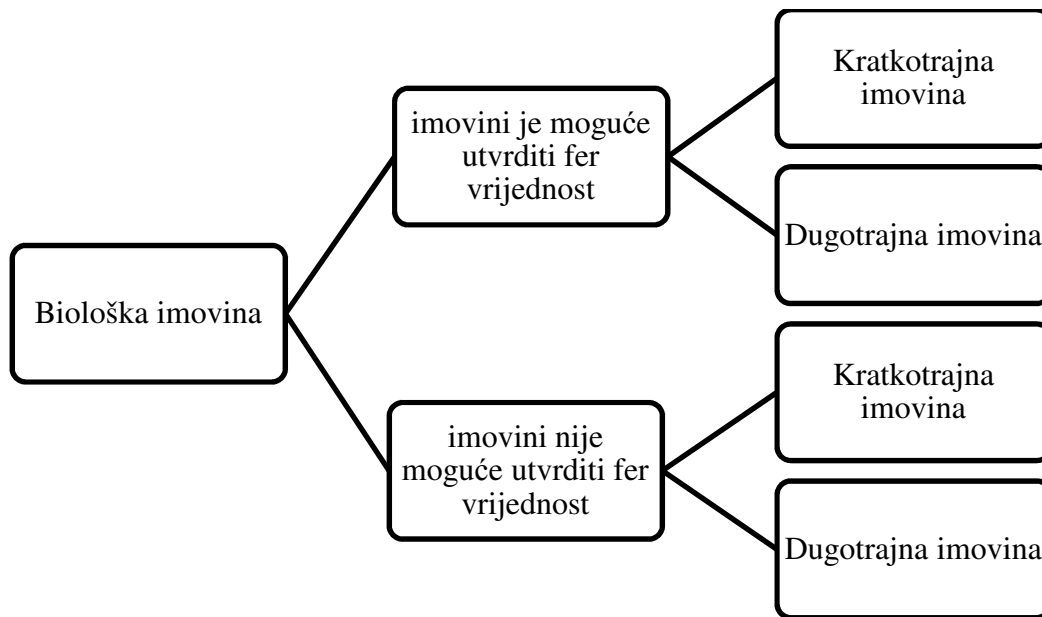 Biološka imovina
imovini je moguće
utvrditi fer
vrijednost
Kratkotrajna
imovina
Dugotrajna imovina
imovini nije
moguće utvrditi fer
vrijednost
Kratkotrajna
imovina
Dugotrajna imovina